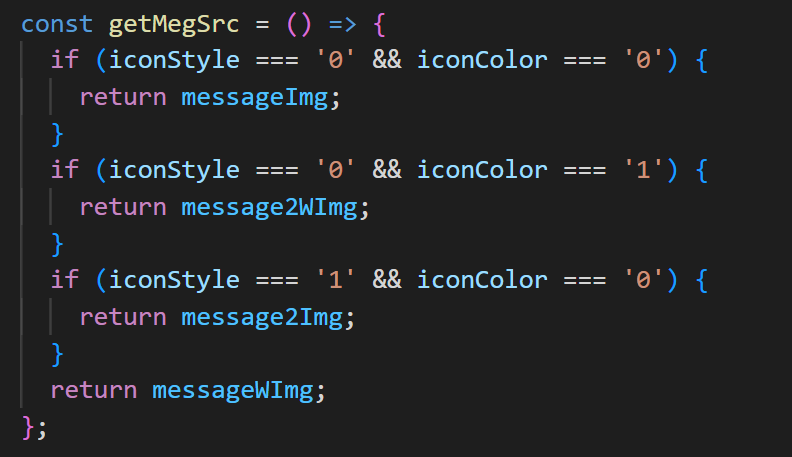 const getMegSrc = () => {
  if (iconStyle === '0' && iconColor === '0') {
    return messageImg;
  }
  if (iconStyle === '0' && iconColor === '1') {
    return message2WImg;
  }
  if (iconStyle === '1' && iconColor === '0') {
    return message2Img;
  }
  return messageWImg;
};